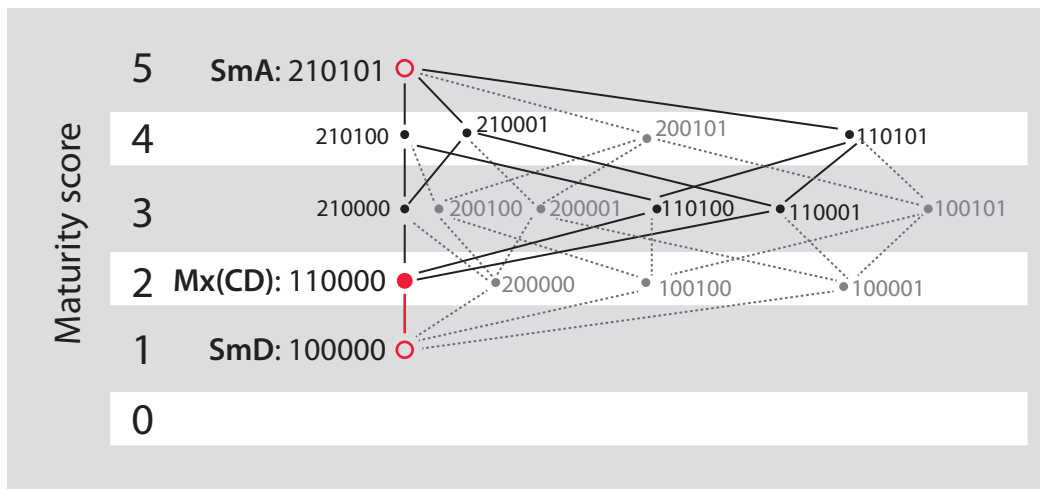 Maturity score
5 SmA: 210101
4 210100 210001 200101 110101
3 210000 200100 200001 110100 110001 100101
2 Mx(CD): 110000 200000 100100 100001
1 SmD: 100000
0